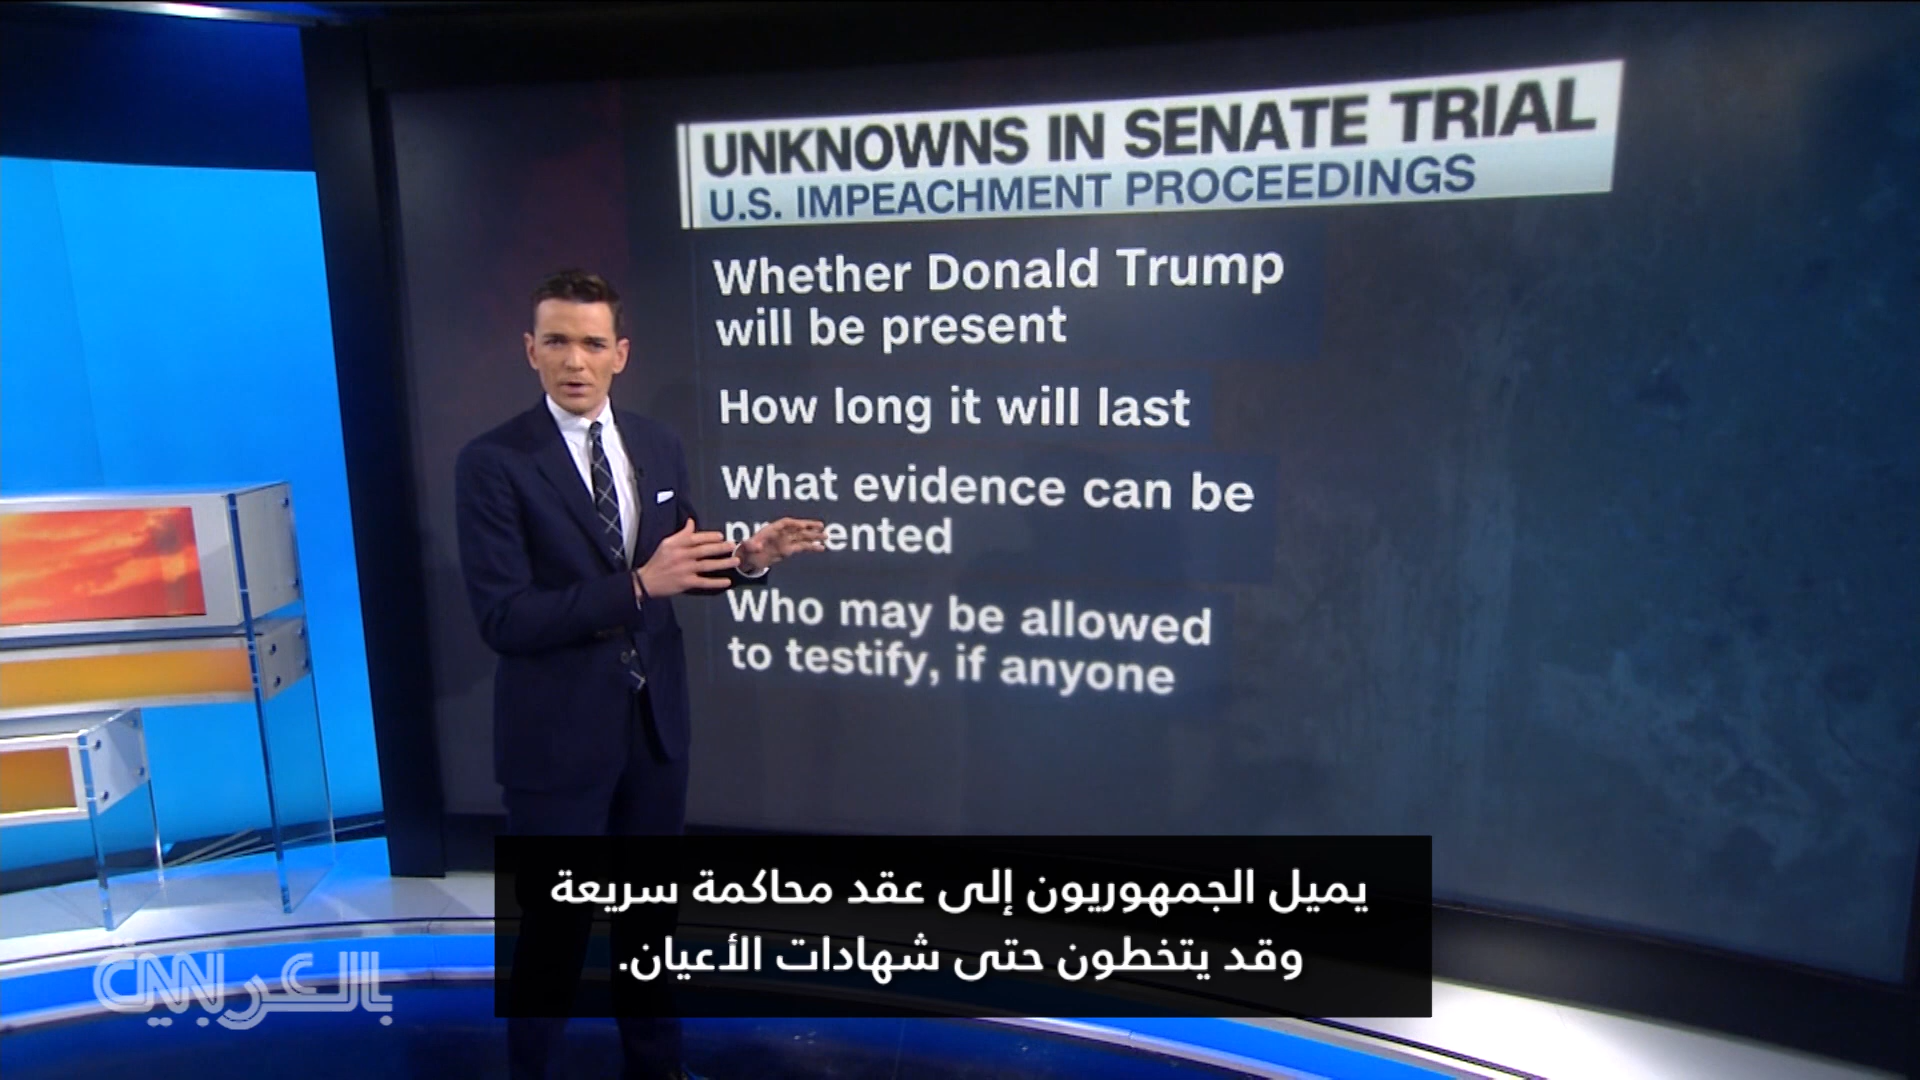 UNKNOWNS IN SENATE TRIAL
U.S. IMPEACHMENT PROCEEDINGS
Whether Donald Trump
will be present
How long it will last
What evidence can be
Who may be allowed
to testify, if anyone
يميل الجمهوريون إلى عقد محاكمة سريعة
وقد يتخطون حتى شهادات الأعيان.
CNN بالعربية